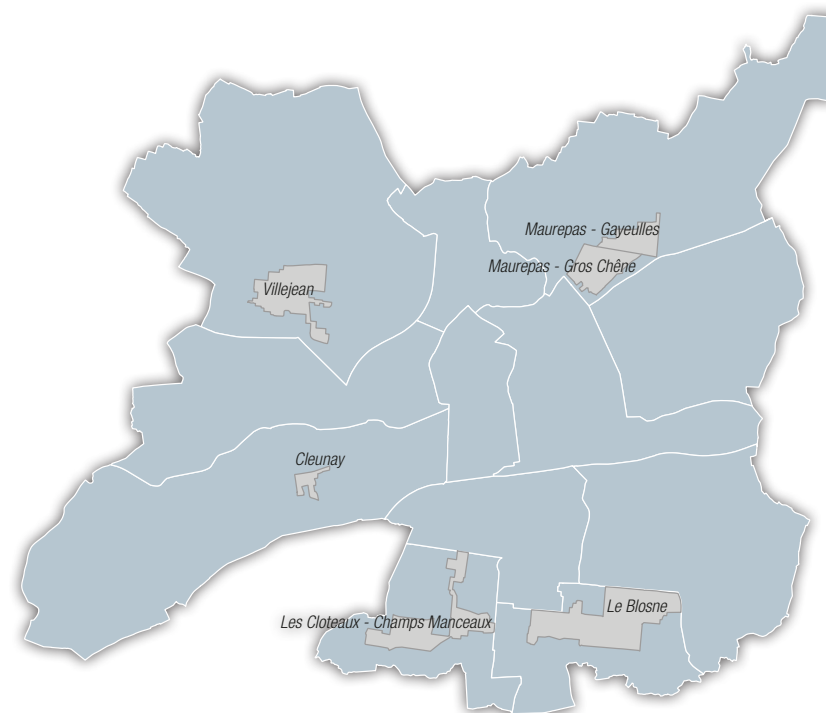 Maurepas - Gayeulles
Maurepas - Gros Chêne
Villejean
Cleunay
Le Blosne
Les Cloteaux - Champs Manceaux